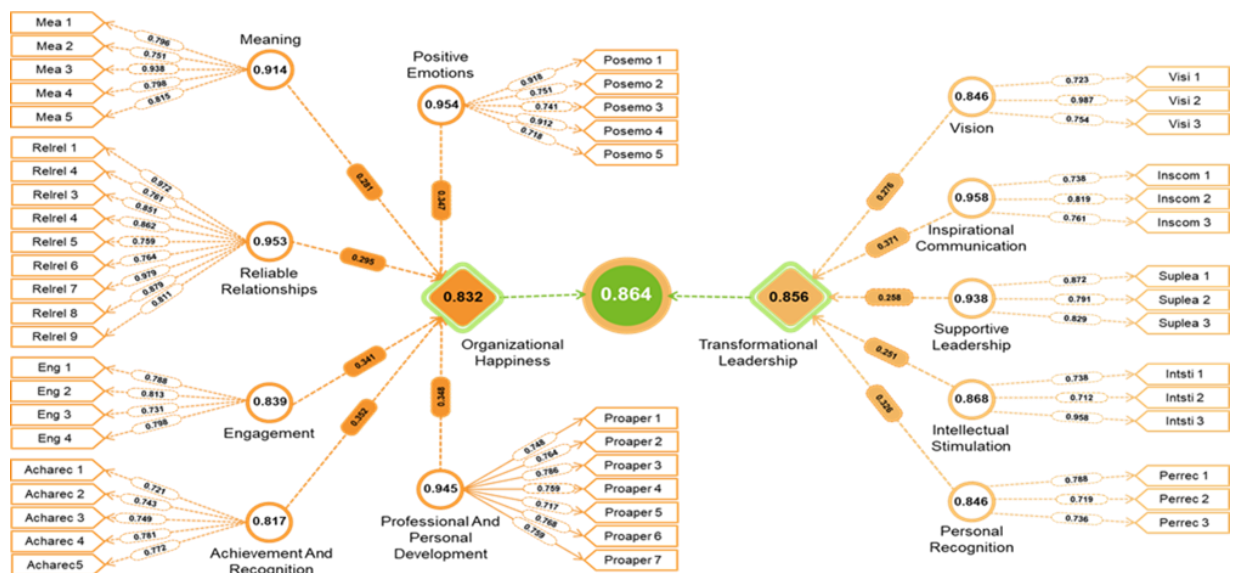 Mea 1
Mea 2
Mea 3
Mea 4
Mea 5
0.796
0.751
0.938
0.798
0.815
Meaning
0.914
0.281
Relrel 1
Relrel 4
Relrel 3
Relrel 4
Relrel 5
Relrel 6
Relrel 7
Relrel 8
Relrel 9
0.972
0.761
0.851
0.862
0.759
0.764
0.979
0.879
0.811
0.953
Reliable
Relationships
0.295
Eng 1
Eng 2
Eng 3
Eng 4
0.788
0.813
0.731
0.798
0.839
Engagement
0.341
Acharec 1
Acharec 2
Acharec 3
Acharec 4
Acharec5
0.721
0.743
0.749
0.781
0.772
0.817
Achievement And
Recognition
0.352
Positive
Emotions
0.954
0.918
0.751
0.741
0.912
0.718
Posemo 1
Posemo 2
Posemo 3
Posemo 4
Posemo 5
0.347
0.832
Organizational
Happiness
0.864
0.348
0.945
Professional And
Personal
Development
0.748
0.764
0.786
0.759
0.717
0.768
0.759
Proaper 1
Proaper 2
Proaper 3
Proaper 4
Proaper 5
Proaper 6
Proaper 7
0.856
Transformational
Leadership
0.276
0.846
Vision
0.723
0.987
0.754
Visi 1
Visi 2
Visi 3
0.371
0.958
Inspirational
Communication
0.738
0.819
0.761
Inscom 1
Inscom 2
Inscom 3
0.258
0.938
Supportive
Leadership
0.872
0.791
0.829
Suplea 1
Suplea 2
Suplea 3
0.251
0.868
Intellectual
Stimulation
0.738
0.712
0.958
Intsti 1
Intsti 2
Intsti 3
0.326
0.846
Personal
Recognition
0.788
0.719
0.736
Perrec 1
Perrec 2
Perrec 3